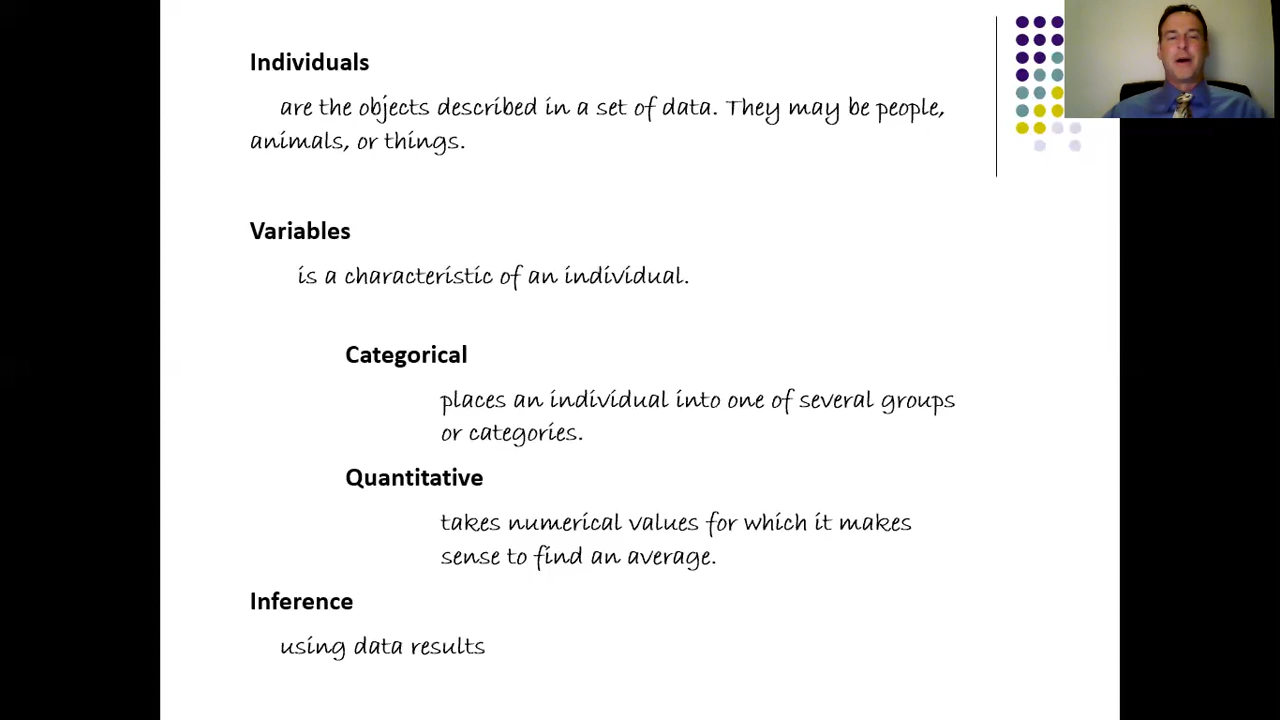 Individuals
are the objects described in a set of data. They may be people,
animals, or things.
Variables
is a characteristic of an individual.
Categorical
places an individual into one of several groups
or categories.
Quantitative
takes numerical values for which it makes
sense to find an average.
Inference
using data results